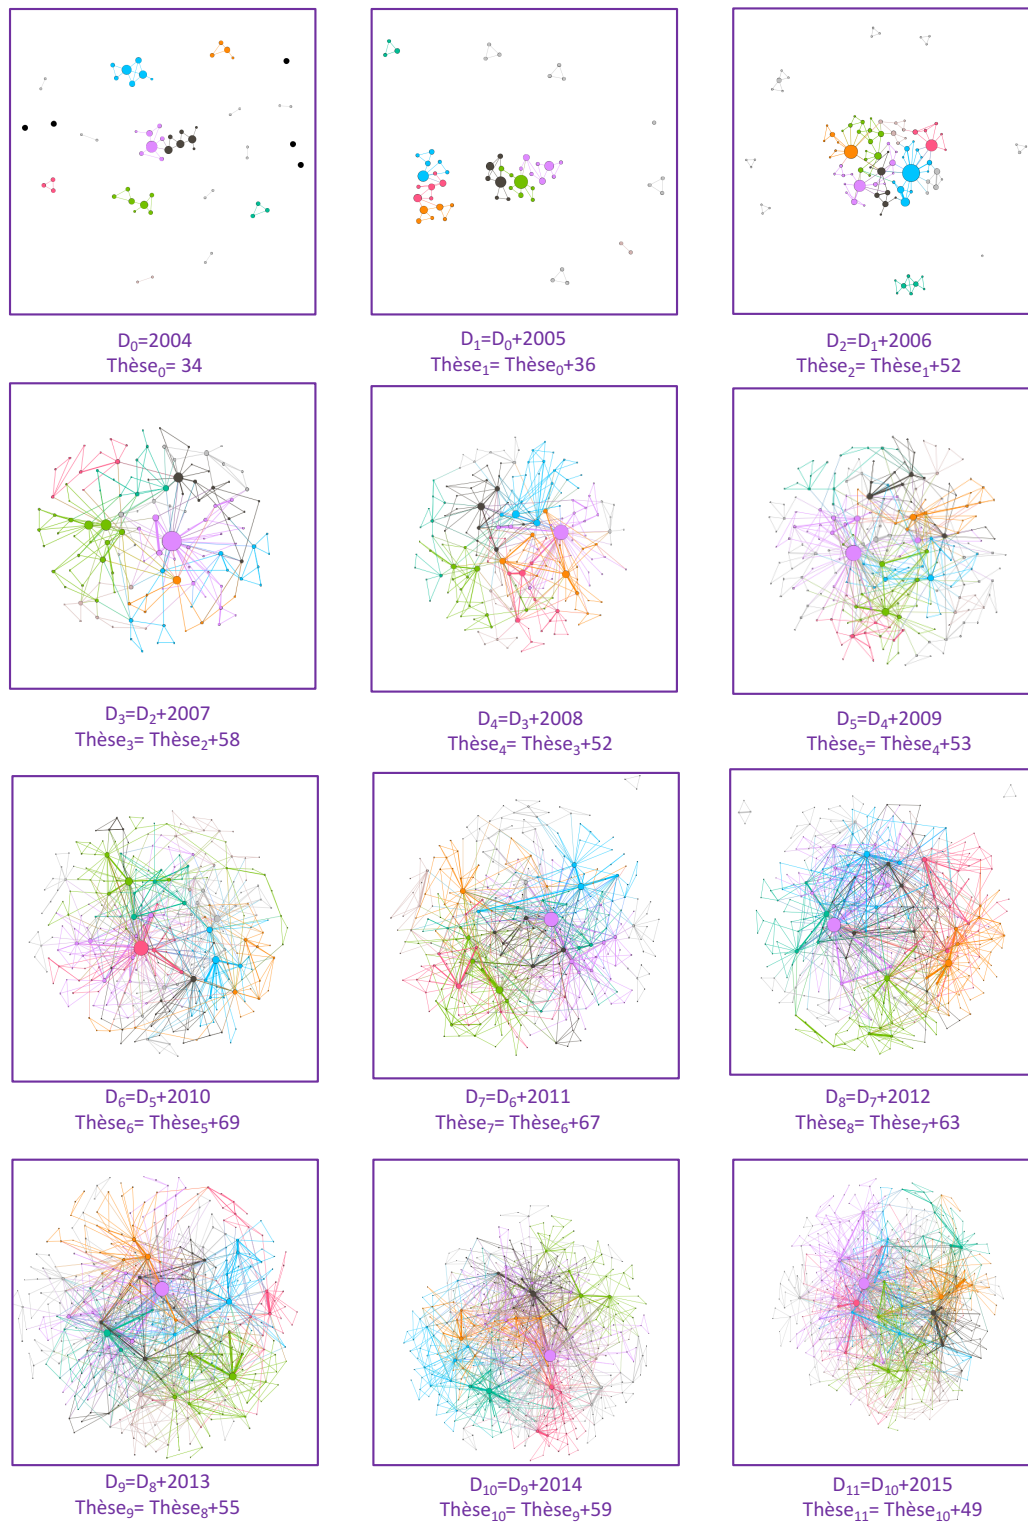 D₀=2004
Thèse₀= 34
D₁=D₀+2005
Thèse₁= Thèse₀+36
D₂=D₁+2006
Thèse₂= Thèse₁+52
D₃=D₂+2007
Thèse₃= Thèse₂+58
D₄=D₃+2008
Thèse₄= Thèse₃+52
D₅=D₄+2009
Thèse₅= Thèse₄+53
D₆=D₅+2010
Thèse₆= Thèse₅+69
D₇=D₆+2011
Thèse₇= Thèse₆+67
D₈=D₇+2012
Thèse₈= Thèse₇+63
D₉=D₈+2013
Thèse₉= Thèse₈+55
D₁₀=D₉+2014
Thèse₁₀= Thèse₉+59
D₁₁=D₁₀+2015
Thèse₁₁= Thèse₁₀+49